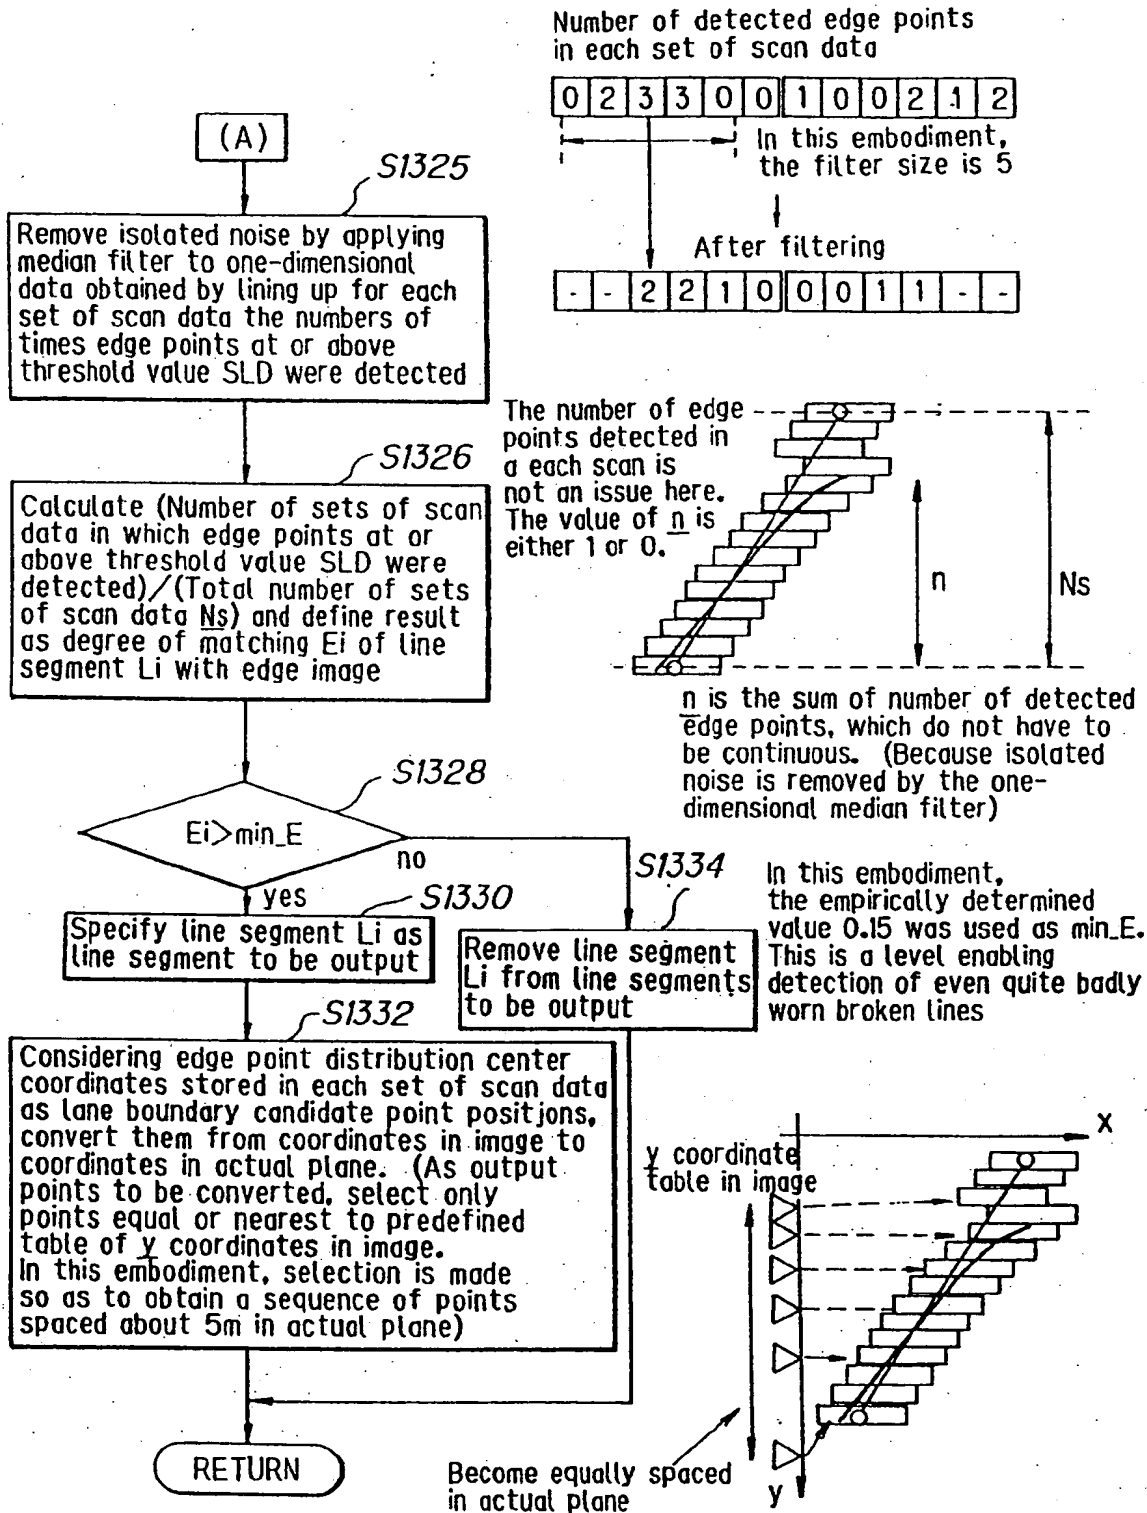 Number of detected edge points
in each set of scan data
0 2 3 3 0 0 1 0 0 2 1 2
In this embodiment,
the filter size is 5
After filtering
- - 2 2 1 0 0 0 1 1 - -
(A)
S1325
Remove isolated noise by applying
median filter to one-dimensional
data obtained by lining up for each
set of scan data the numbers of
times edge points at or above
threshold value SLD were detected
The number of edge
points detected in
a each scan is
not an issue here.
The value of n is
either 1 or 0.
n
Ns
n is the sum of number of detected
edge points, which do not have to
be continuous. (Because isolated
noise is removed by the one-
dimensional median filter)
S1326
Calculate (Number of sets of scan
data in which edge points at or
above threshold value SLD were
detected)/(Total number of sets
of scan data Ns) and define result
as degree of matching Ei of line
segment Li with edge image
S1328
Ei>min_E
no
yes
S1330
Specify line segment Li as
line segment to be output
S1334
Remove line segment
Li from line segments
to be output
In this embodiment,
the empirically determined
value 0.15 was used as min_E.
This is a level enabling
detection of even quite badly
worn broken lines
S1332
Considering edge point distribution center
coordinates stored in each set of scan data
as lane boundary candidate point positions,
convert them from coordinates in image to
coordinates in actual plane. (As output
points to be converted, select only
points equal or nearest to predefined
table of y coordinates in image.
In this embodiment, selection is made
so as to obtain a sequence of points
spaced about 5m in actual plane)
x
y coordinate
table in image
Become equally spaced
in actual plane
y
RETURN